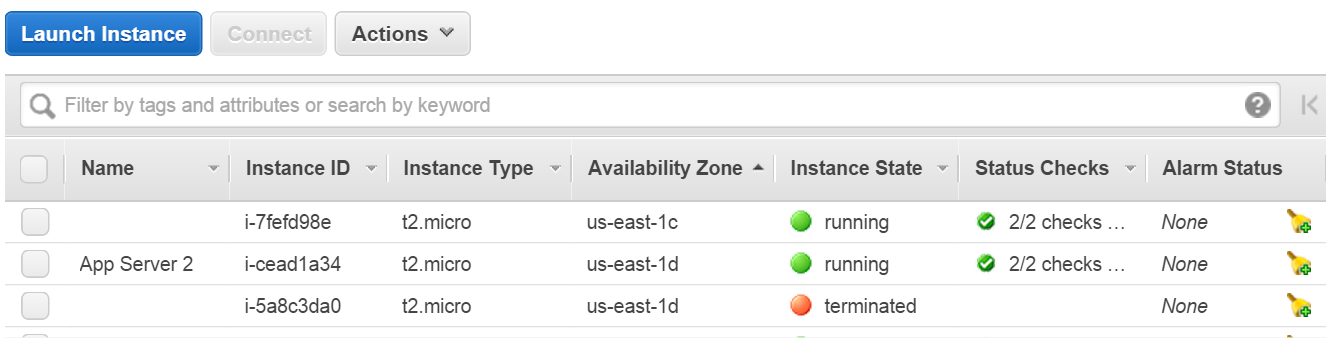 Launch Instance Connect Actions
Filter by tags and attributes or search by keyword
Name Instance ID Instance Type Availability Zone Instance State Status Checks Alarm Status
i-7fefd98e t2.micro us-east-1c running 2/2 checks ... None
App Server 2 i-cead1a34 t2.micro us-east-1d running 2/2 checks ... None
i-5a8c3da0 t2.micro us-east-1d terminated None